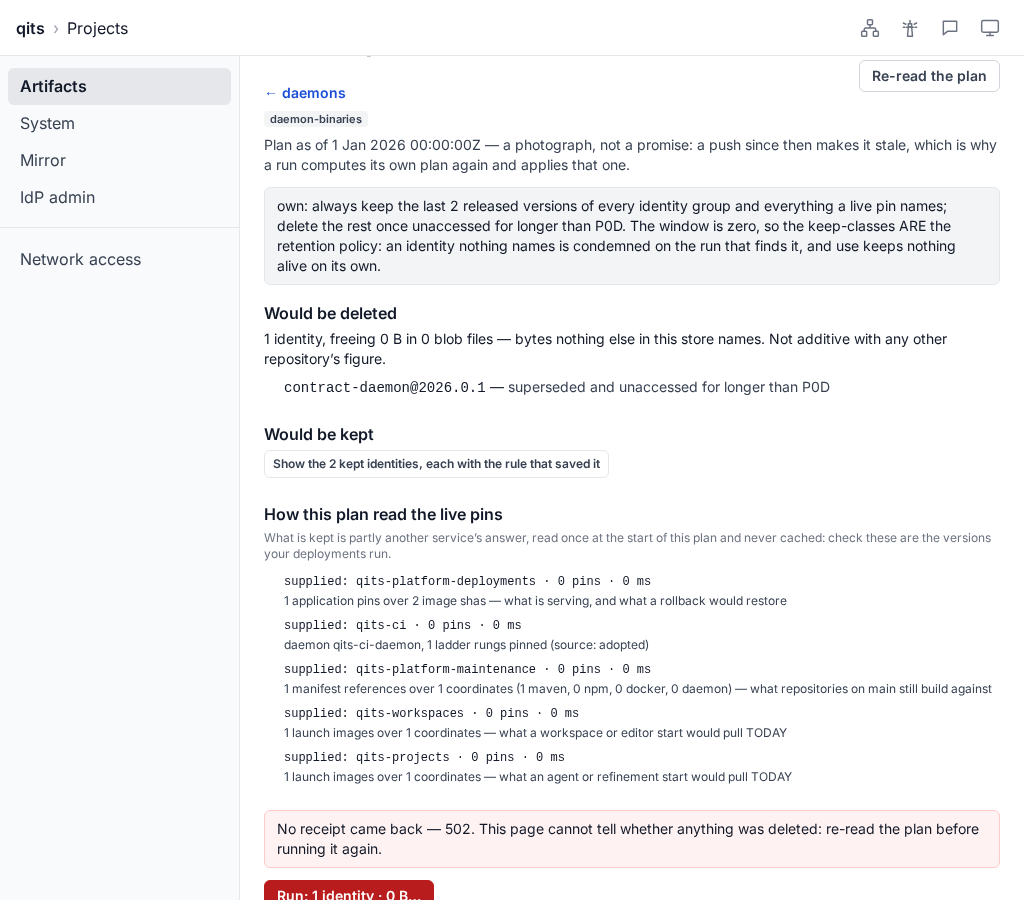 qits › Projects
Artifacts
System
Mirror
IdP admin
Network access
Re-read the plan
← daemons
daemon-binaries
Plan as of 1 Jan 2026 00:00:00Z — a photograph, not a promise: a push since then makes it stale, which is why
a run computes its own plan again and applies that one.
own: always keep the last 2 released versions of every identity group and everything a live pin names;
delete the rest once unaccessed for longer than P0D. The window is zero, so the keep-classes ARE the
retention policy: an identity nothing names is condemned on the run that finds it, and use keeps nothing
alive on its own.
Would be deleted
1 identity, freeing 0 B in 0 blob files — bytes nothing else in this store names. Not additive with any other
repository’s figure.
contract-daemon@2026.0.1 — superseded and unaccessed for longer than P0D
Would be kept
Show the 2 kept identities, each with the rule that saved it
How this plan read the live pins
What is kept is partly another service’s answer, read once at the start of this plan and never cached: check these are the versions
your deployments run.
supplied: qits-platform-deployments · 0 pins · 0 ms
1 application pins over 2 image shas — what is serving, and what a rollback would restore
supplied: qits-ci · 0 pins · 0 ms
daemon qits-ci-daemon, 1 ladder rungs pinned (source: adopted)
supplied: qits-platform-maintenance · 0 pins · 0 ms
1 manifest references over 1 coordinates (1 maven, 0 npm, 0 docker, 0 daemon) — what repositories on main still build against
supplied: qits-workspaces · 0 pins · 0 ms
1 launch images over 1 coordinates — what a workspace or editor start would pull TODAY
supplied: qits-projects · 0 pins · 0 ms
1 launch images over 1 coordinates — what an agent or refinement start would pull TODAY
No receipt came back — 502. This page cannot tell whether anything was deleted: re-read the plan before
running it again.
Run: 1 identity · 0 B…